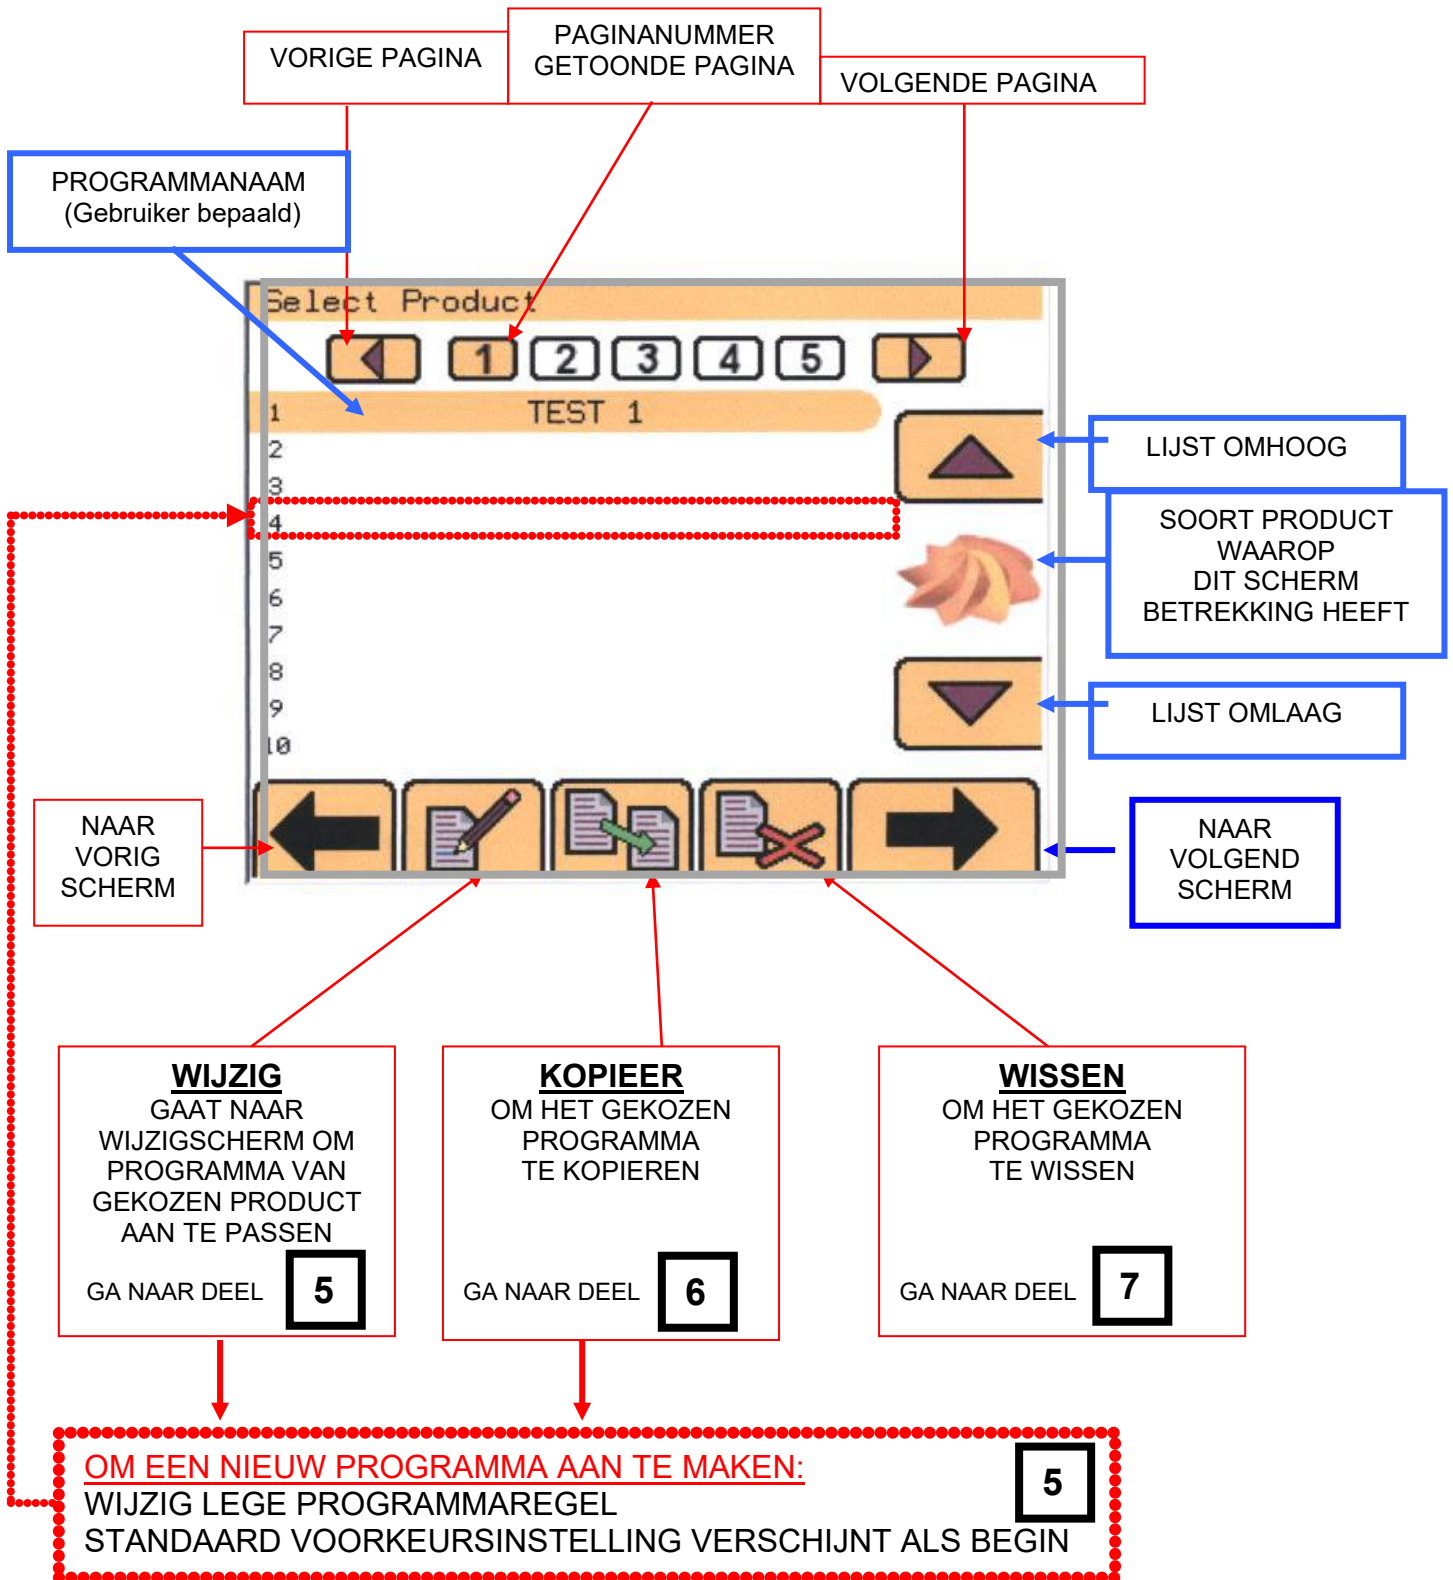 VORIGE PAGINA
PAGINANUMMER
GETOONDE PAGINA
VOLGENDE PAGINA
PROGRAMMANAAM
(Gebruiker bepaald)
Select Product
1 2 3 4 5
1 TEST 1
2
3
4
5
6
7
8
9
10
LIJST OMHOOG
SOORT PRODUCT
WAAROP
DIT SCHERM
BETREKKING HEEFT
LIJST OMLAAG
NAAR
VORIG
SCHERM
NAAR
VOLGEND
SCHERM
WIJZIG
GAAT NAAR
WIJZIGSCHERM OM
PROGRAMMA VAN
GEKOZEN PRODUCT
AAN TE PASSEN
GA NAAR DEEL 5
KOPIEER
OM HET GEKOZEN
PROGRAMMA
TE KOPIEREN
GA NAAR DEEL 6
WISSEN
OM HET GEKOZEN
PROGRAMMA
TE WISSEN
GA NAAR DEEL 7
OM EEN NIEUW PROGRAMMA AAN TE MAKEN: 5
WIJZIG LEGE PROGRAMMAREGEL
STANDAARD VOORKEURSINSTELLING VERSCHIJNT ALS BEGIN